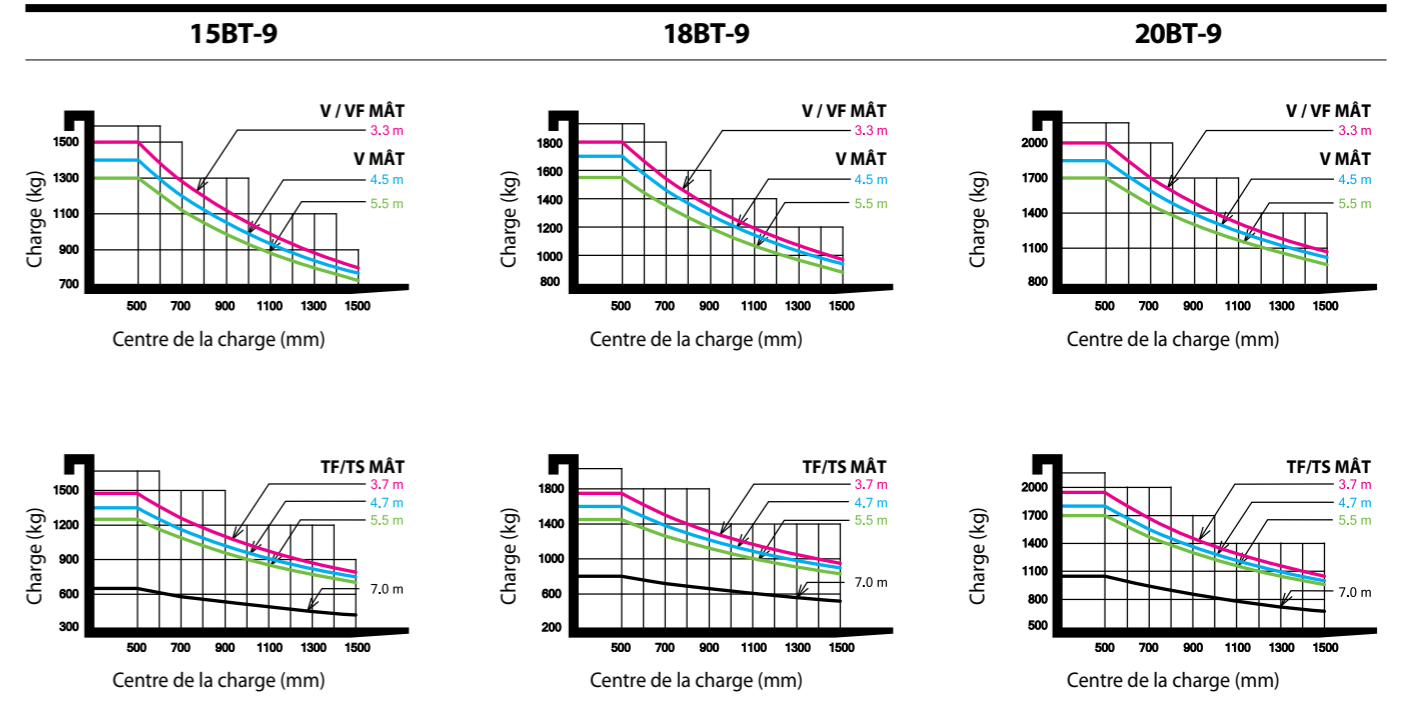 15BT-9 18BT-9 20BT-9
V / VF MÂT
3.3 m
V MÂT
4.5 m
5.5 m
Charge (kg)
1500
1300
1100
900
700
500 700 900 1100 1300 1500
Centre de la charge (mm)
V / VF MÂT
3.3 m
V MÂT
4.5 m
5.5 m
Charge (kg)
1800
1600
1400
1200
1000
800
500 700 900 1100 1300 1500
Centre de la charge (mm)
V / VF MÂT
3.3 m
V MÂT
4.5 m
5.5 m
Charge (kg)
2000
1700
1400
1100
800
500 700 900 1100 1300 1500
Centre de la charge (mm)
TF/TS MÂT
3.7 m
4.7 m
5.5 m
7.0 m
Charge (kg)
1500
1200
900
600
300
500 700 900 1100 1300 1500
Centre de la charge (mm)
TF/TS MÂT
3.7 m
4.7 m
5.5 m
7.0 m
Charge (kg)
1800
1400
1000
600
200
500 700 900 1100 1300 1500
Centre de la charge (mm)
TF/TS MÂT
3.7 m
4.7 m
5.5 m
7.0 m
Charge (kg)
2000
1700
1400
1100
800
500
500 700 900 1100 1300 1500
Centre de la charge (mm)